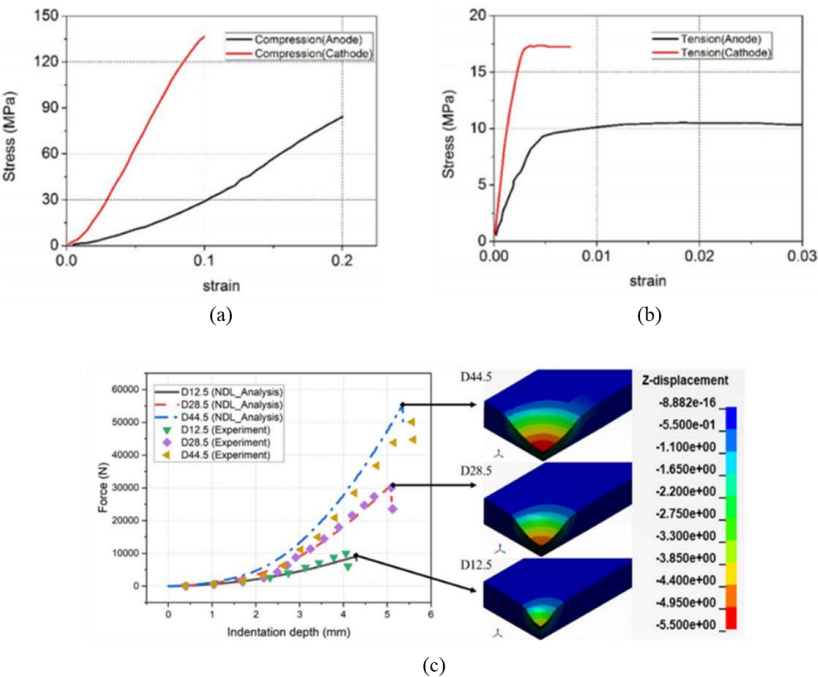 150
120
90
60
30
0
Stress (MPa)
Compression(Anode)
Compression(Cathode)
0.0
0.1
0.2
strain
(a)
20
15
10
5
0
Stress (MPa)
Tension(Anode)
Tension(Cathode)
0.00
0.01
0.02
0.03
strain
(b)
60000
50000
40000
30000
20000
10000
0
Force (N)
D12.5 (NDL_Analysis)
D28.5 (NDL_Analysis)
D44.5 (NDL_Analysis)
D12.5 (Experiment)
D28.5 (Experiment)
D44.5 (Experiment)
0
1
2
3
4
5
6
Indentation depth (mm)
D44.5
D28.5
D12.5
Z-displacement
-8.882e-16
-5.500e-01
-1.100e+00
-1.650e+00
-2.200e+00
-2.750e+00
-3.300e+00
-3.850e+00
-4.400e+00
-4.950e+00
-5.500e+00
(c)